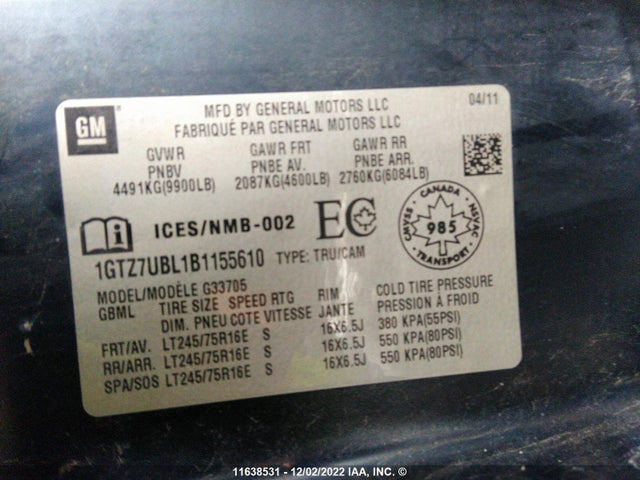 GM
MFD BY GENERAL MOTORS LLC 04/11
FABRIQUÉ PAR GENERAL MOTORS LLC
GVWR GAWR FRT GAWR RR
PNBV PNBE AV. PNBE ARR.
4491KG(9900LB) 2087KG(4600LB) 2760KG(6084LB)
ICES/NMB-002 EC CANADA CMVSS 985 NSVAC TRANSPORT
1GTZ7UBL1B1155610 TYPE: TRU/CAM
MODEL/MODÈLE G33705
GBML TIRE SIZE SPEED RTG RIM COLD TIRE PRESSURE
DIM. PNEU COTE VITESSE JANTE PRESSION À FROID
FRT/AV. LT245/75R16E S 16X6.5J 380 KPA(55PSI)
RR/ARR. LT245/75R16E S 16X6.5J 550 KPA(80PSI)
SPA/SOS LT245/75R16E S 16X6.5J 550 KPA(80PSI)
11638531 - 12/02/2022 IAA, INC. ©